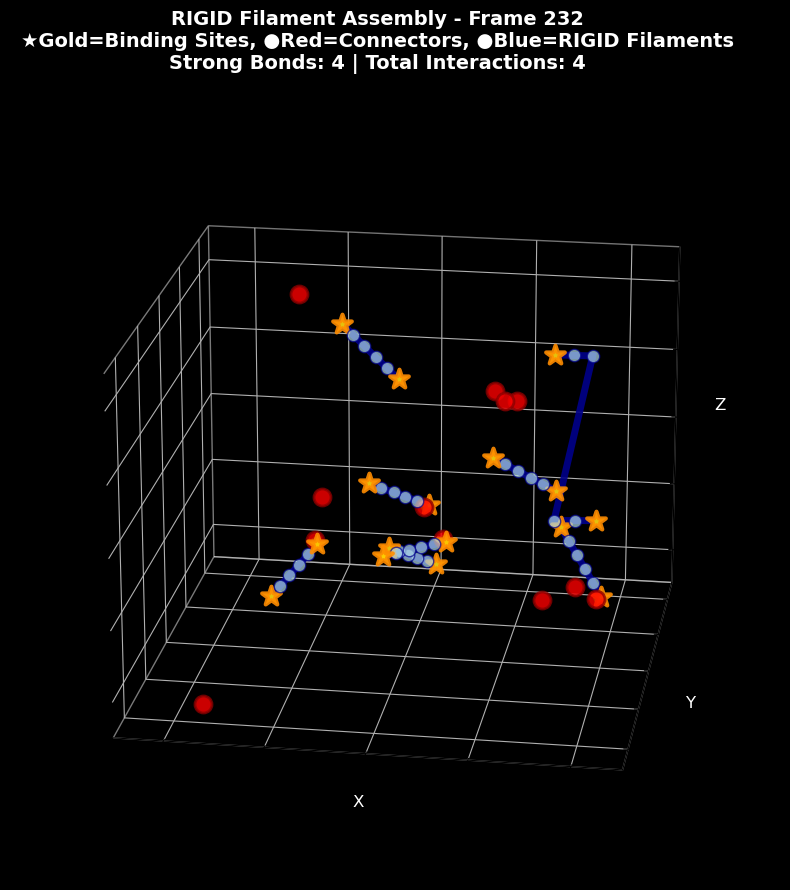 RIGID Filament Assembly - Frame 232
★Gold=Binding Sites, ●Red=Connectors, ●Blue=RIGID Filaments
Strong Bonds: 4 | Total Interactions: 4
Z
Y
X